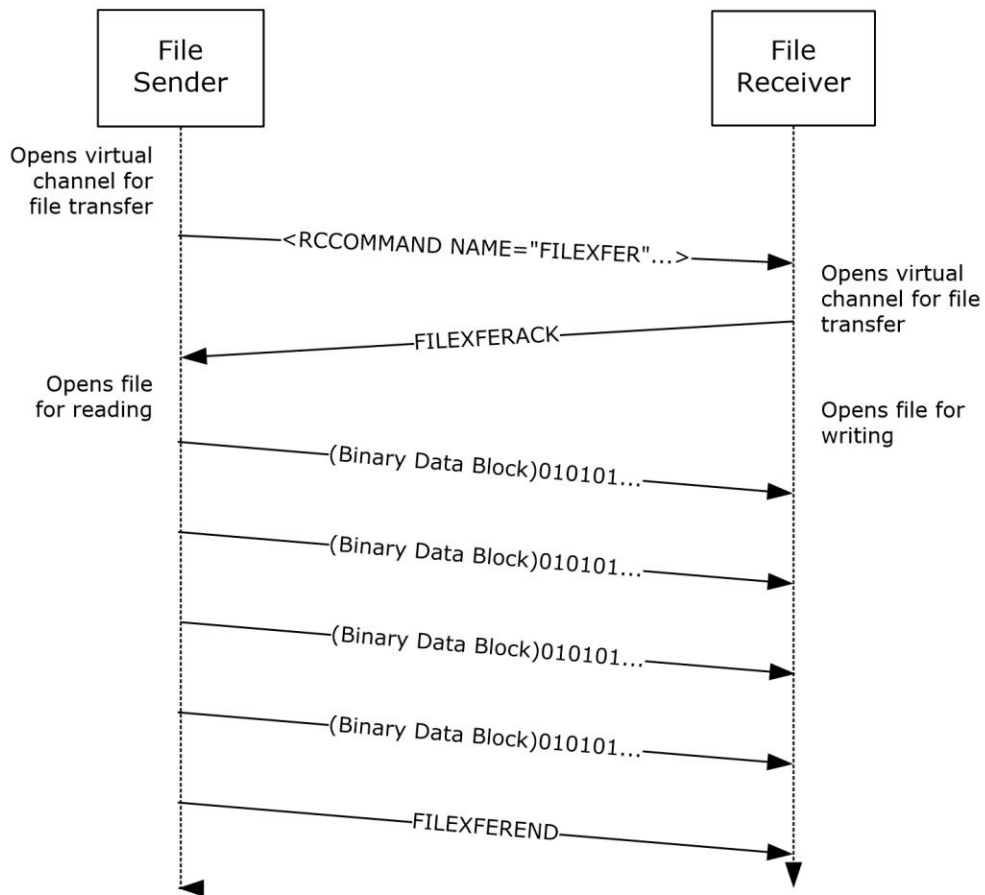 File
Sender
File
Receiver
Opens virtual
channel for
file transfer
<RCCOMMAND NAME="FILEXFER"...>
Opens virtual
channel for file
transfer
FILEXFERACK
Opens file
for reading
Opens file for
writing
(Binary Data Block)010101...
(Binary Data Block)010101...
(Binary Data Block)010101...
(Binary Data Block)010101...
FILEXFEREND